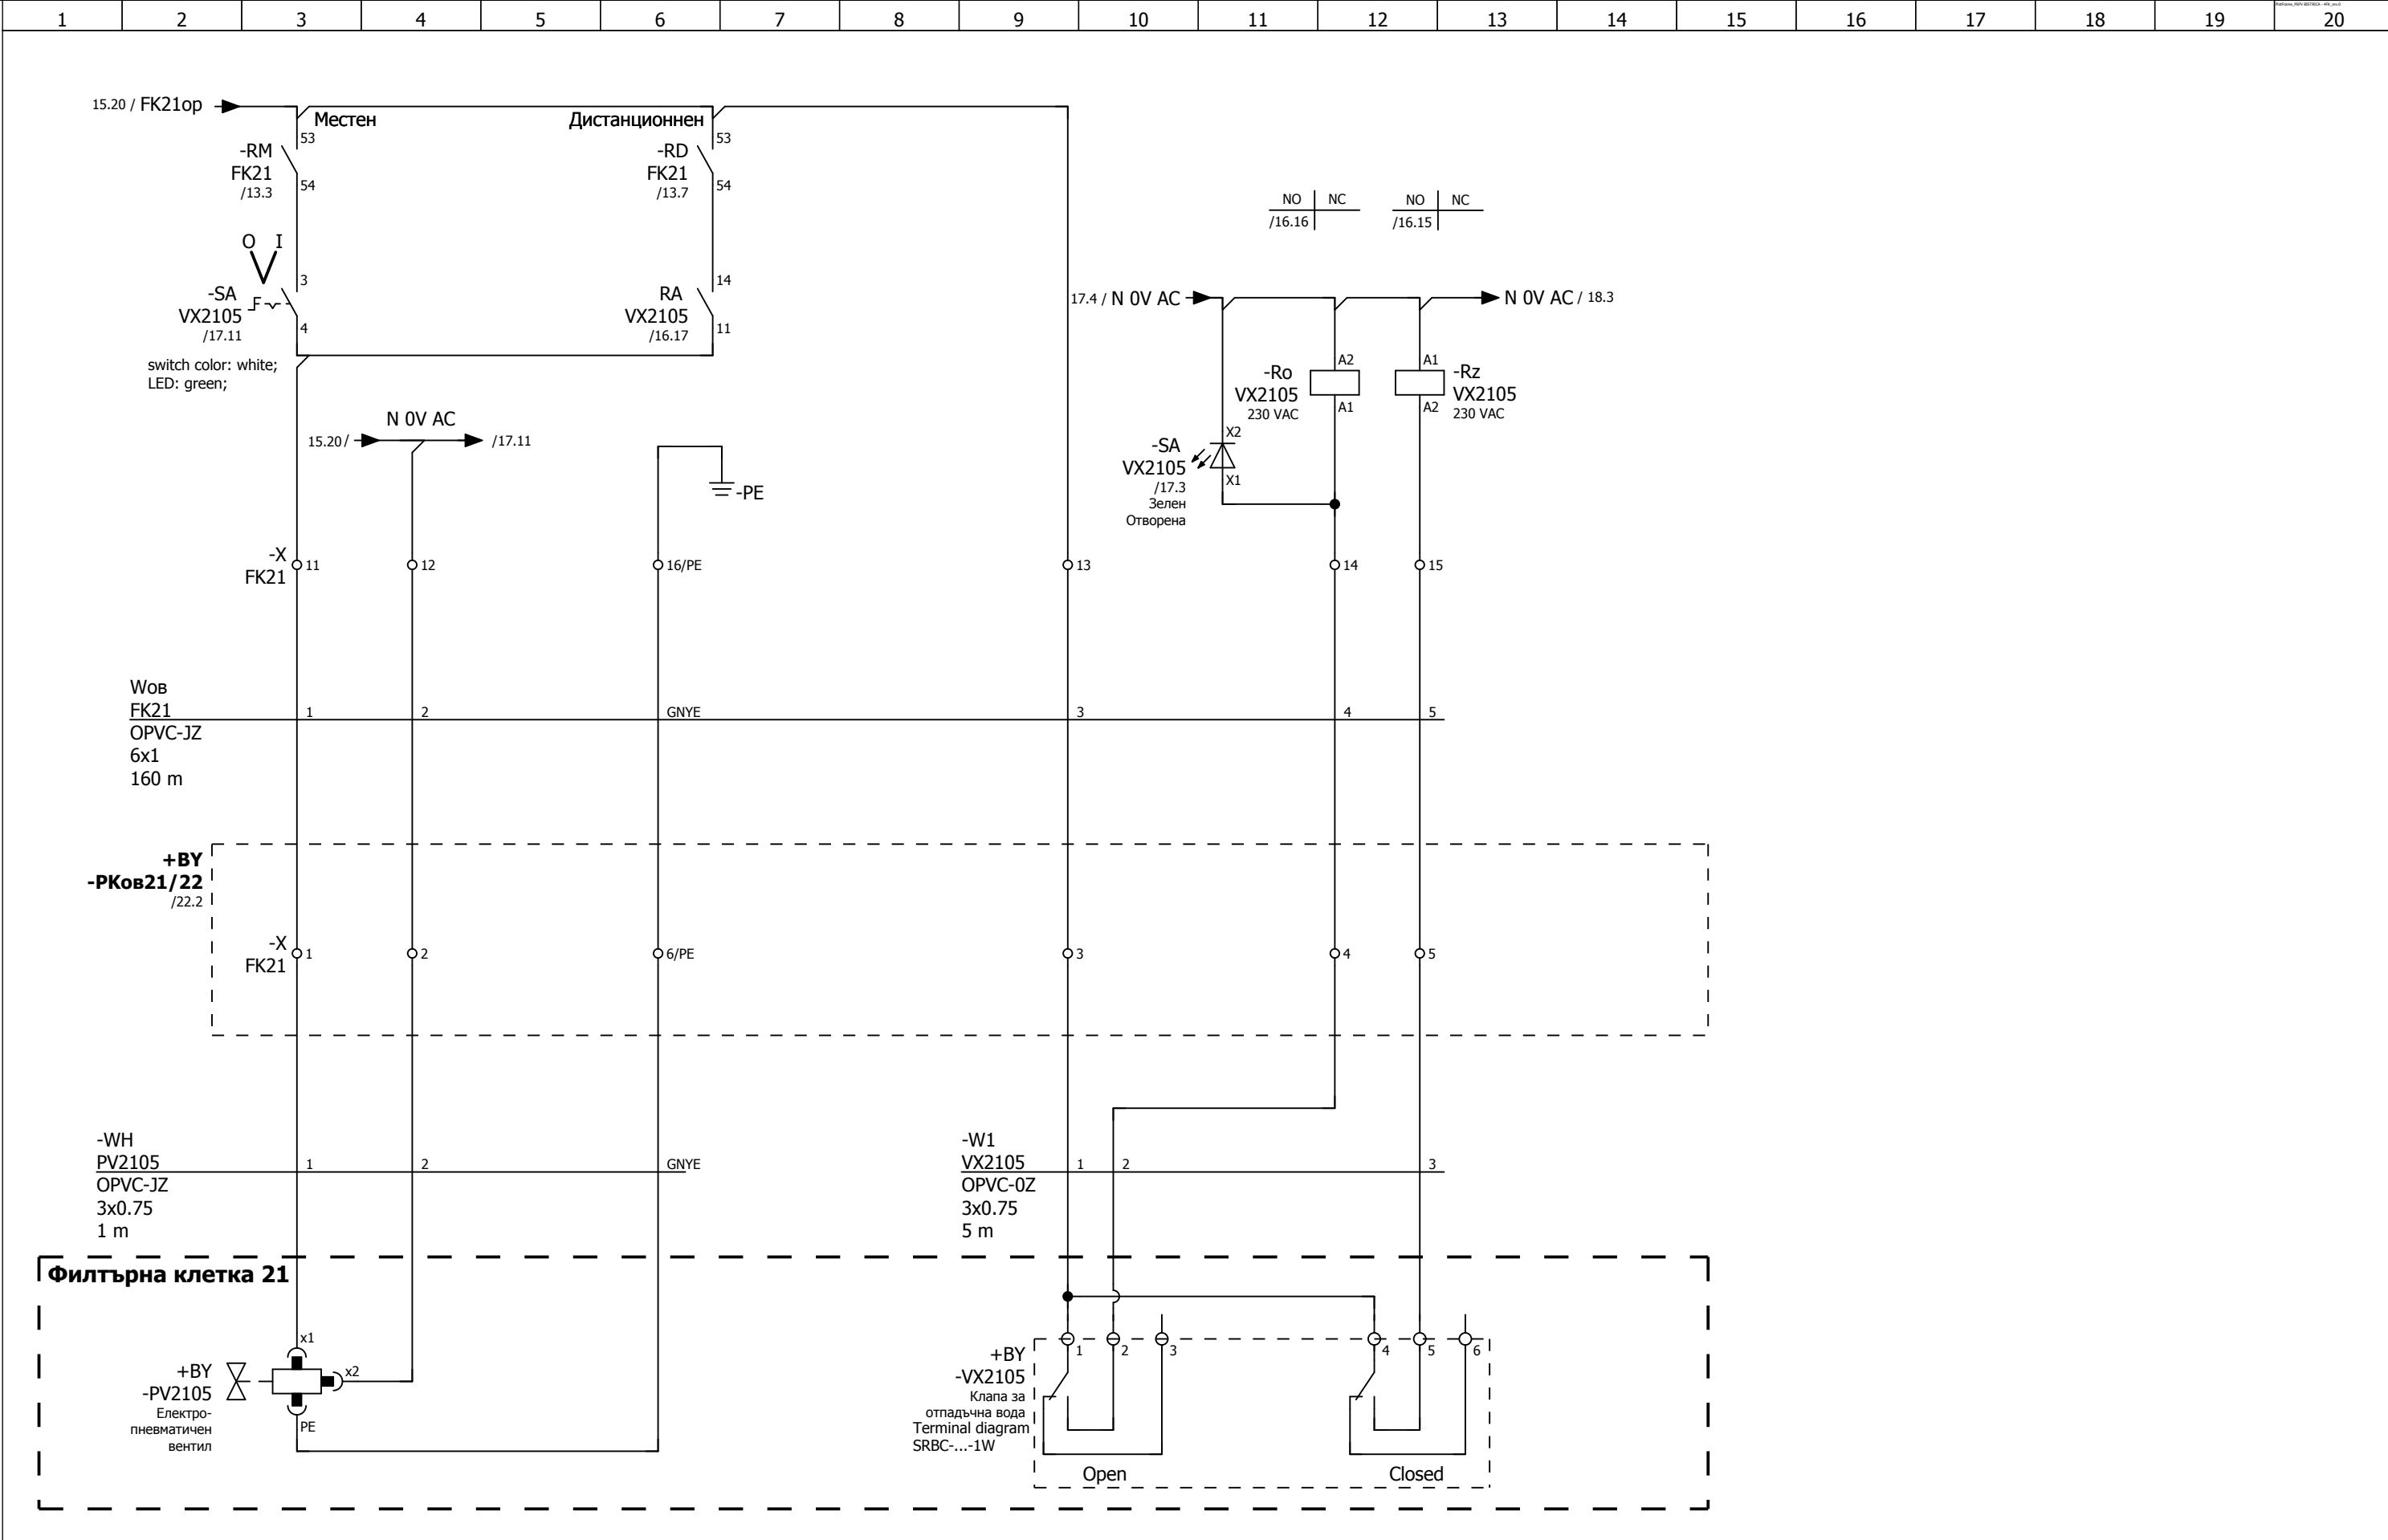 1 2 3 4 5 6 7 8 9 10 11 12 13 14 15 16 17 18 19 20
15.20 / FK21op
Местен
Дистанционнен
53
53
-RM
FK21
/13.3
54
-RD
FK21
/13.7
54
NO NC
/16.16
NO NC
/16.15
O I
3
-SA
VX2105
/17.11
4
switch color: white;
LED: green;
14
RA
VX2105
/16.17
11
17.4 / N 0V AC
N 0V AC / 18.3
A2
-Ro
VX2105
230 VAC
A1
A1
-Rz
VX2105
230 VAC
A2
N 0V AC
15.20 /
/17.11
-PE
X2
-SA
VX2105
/17.3
Зелен
Отворена
X1
-X
FK21
11
12
16/PE
13
14
15
Wов
FK21
OPVC-JZ
6x1
160 m
1
2
GNYE
3
4
5
+BY
-РКов21/22
/22.2
-X
FK21
1
2
6/PE
3
4
5
-WH
PV2105
OPVC-JZ
3x0.75
1 m
1
2
GNYE
-W1
VX2105
OPVC-0Z
3x0.75
5 m
1
2
3
Филтърна клетка 21
x1
x2
+BY
-PV2105
Електро-
пневматичен
вентил
PE
+BY
-VX2105
Клапа за
отпадъчна вода
Terminal diagram
SRBC-...-1W
1
2
3
4
5
6
Open
Closed